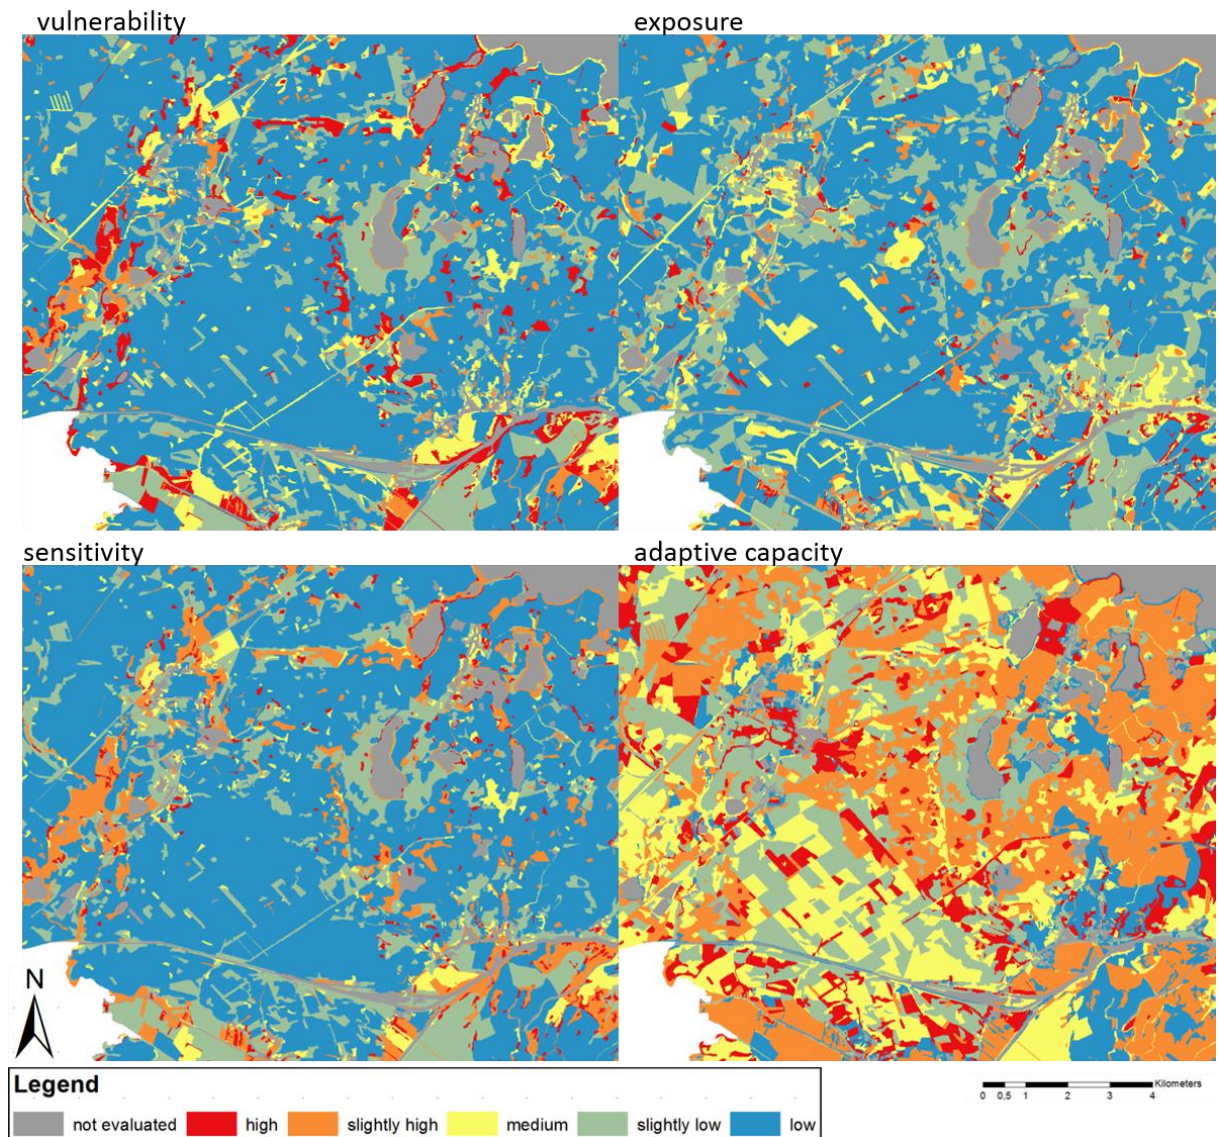 vulnerability
exposure
sensitivity
adaptive capacity
N
Legend
not evaluated high slightly high medium slightly low low
Kilometers
0 0,5 1 2 3 4